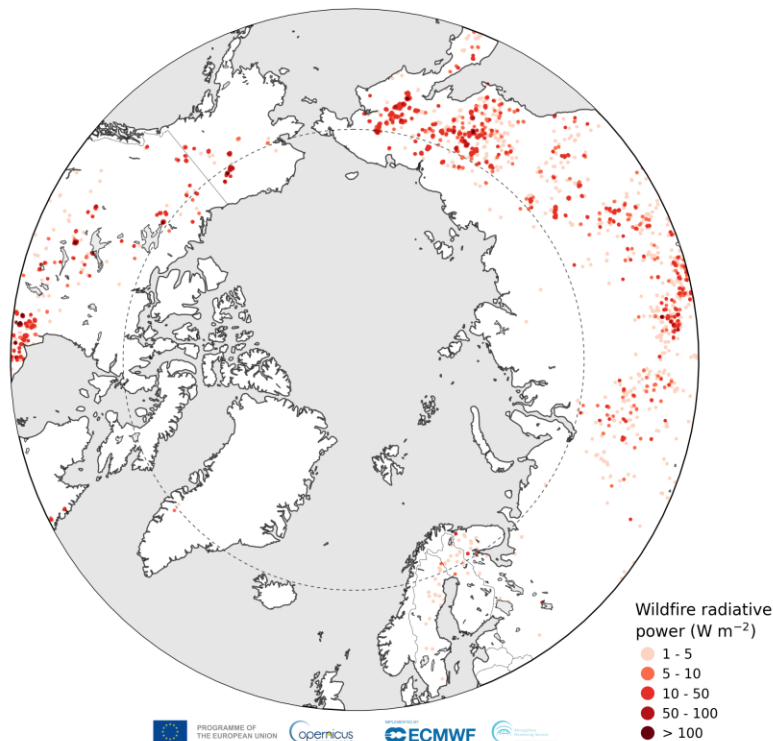 Wildfire radiative
power (W m⁻²)
1 - 5
5 - 10
10 - 50
50 - 100
> 100
PROGRAMME OF
THE EUROPEAN UNION
opernicus
IMPLEMENTED BY
ECMWF